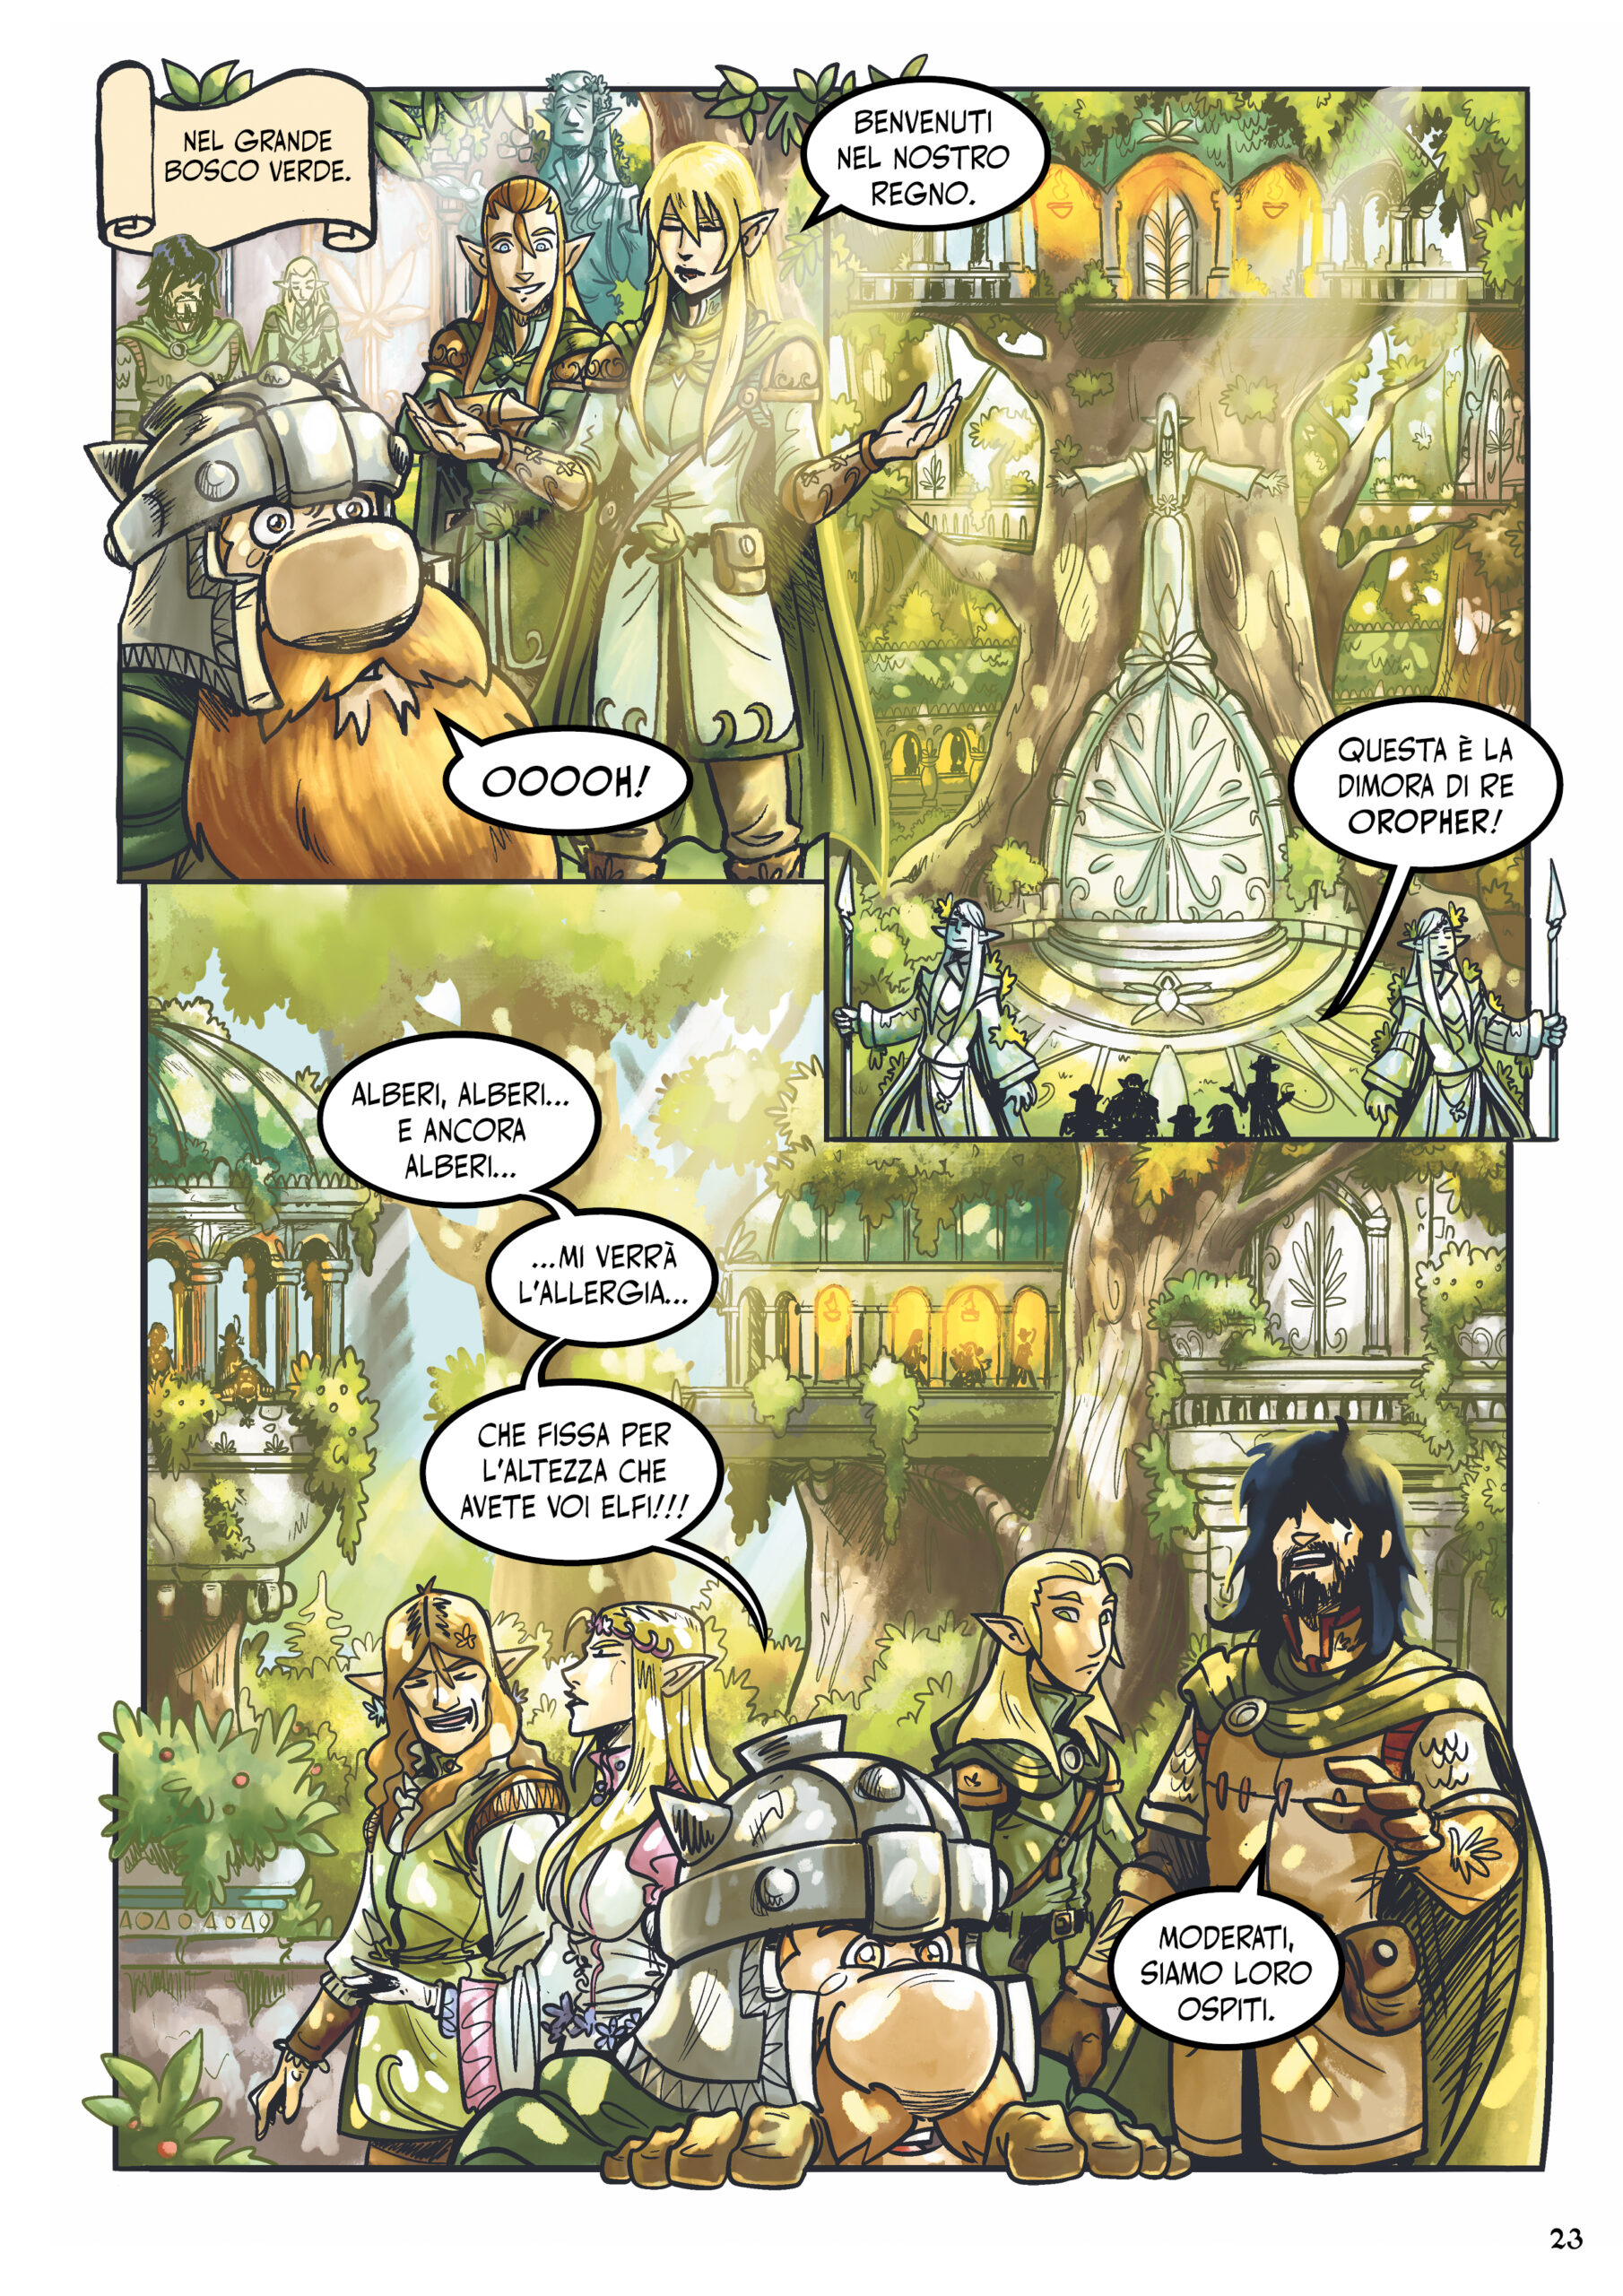 NEL GRANDE
BOSCO VERDE.
BENVENUTI
NEL NOSTRO
REGNO.
OOOOH!
QUESTA È LA
DIMORA DI RE
OROPHER!
ALBERI, ALBERI...
E ANCORA
ALBERI...
...MI VERRÀ
L'ALLERGIA...
CHE FISSA PER
L'ALTEZZA CHE
AVETE VOI ELFI!!!
MODERATI,
SIAMO LORO
OSPITI.
23